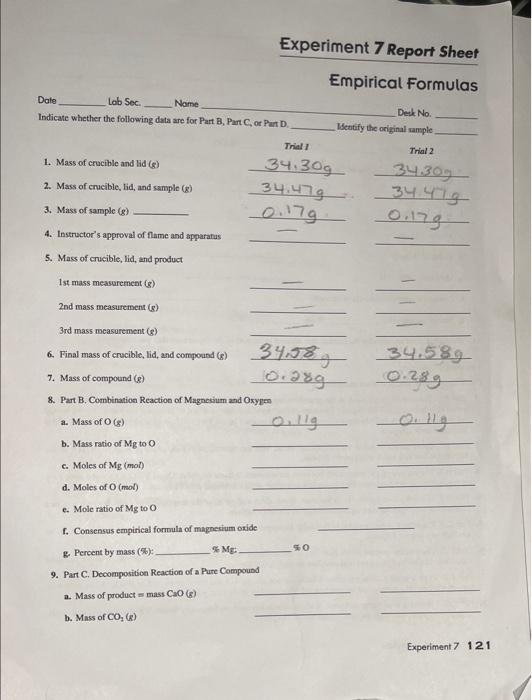 Experiment 7 Report Sheet
Empirical Formulas
Date Lab Sec. Name Desk No.
Indicate whether the following data are for Part B, Part C, or Part D. Identify the original sample
Trial 1 Trial 2
1. Mass of crucible and lid (g) 34.30g 34.30g
2. Mass of crucible, lid, and sample (g) 34.47g 34.47g
3. Mass of sample (g) 0.17g 0.17g
4. Instructor's approval of flame and apparatus — —
5. Mass of crucible, lid, and product
1st mass measurement (g) — —
2nd mass measurement (g) — —
3rd mass measurement (g) — —
6. Final mass of crucible, lid, and compound (g) 34.58g 34.58g
7. Mass of compound (g) 0.28g 0.28g
8. Part B. Combination Reaction of Magnesium and Oxygen
a. Mass of O (g) 0.11g 0.11g
b. Mass ratio of Mg to O
c. Moles of Mg (mol)
d. Moles of O (mol)
e. Mole ratio of Mg to O
f. Consensus empirical formula of magnesium oxide
g. Percent by mass (%): % Mg: % O
9. Part C. Decomposition Reaction of a Pure Compound
a. Mass of product = mass CaO (g)
b. Mass of CO₂ (g)
Experiment 7 121